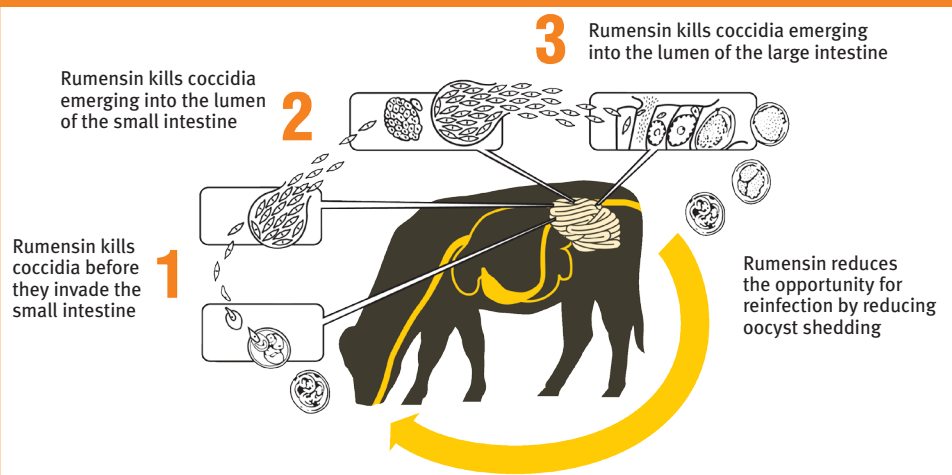 1
Rumensin kills
coccidia before
they invade the
small intestine
2
Rumensin kills coccidia
emerging into the lumen
of the small intestine
3
Rumensin kills coccidia emerging
into the lumen of the large intestine
Rumensin reduces
the opportunity for
reinfection by reducing
oocyst shedding